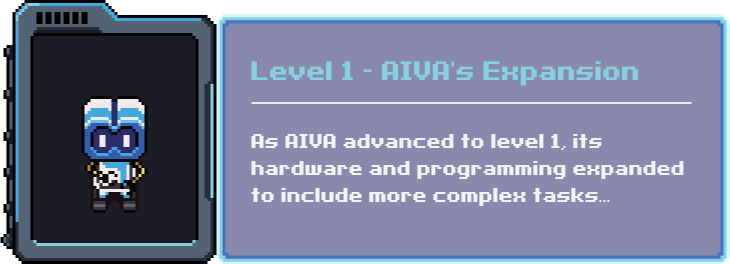 Level 1 - AIVA's Expansion
As AIVA advanced to level 1, its
hardware and programming expanded
to include more complex tasks...